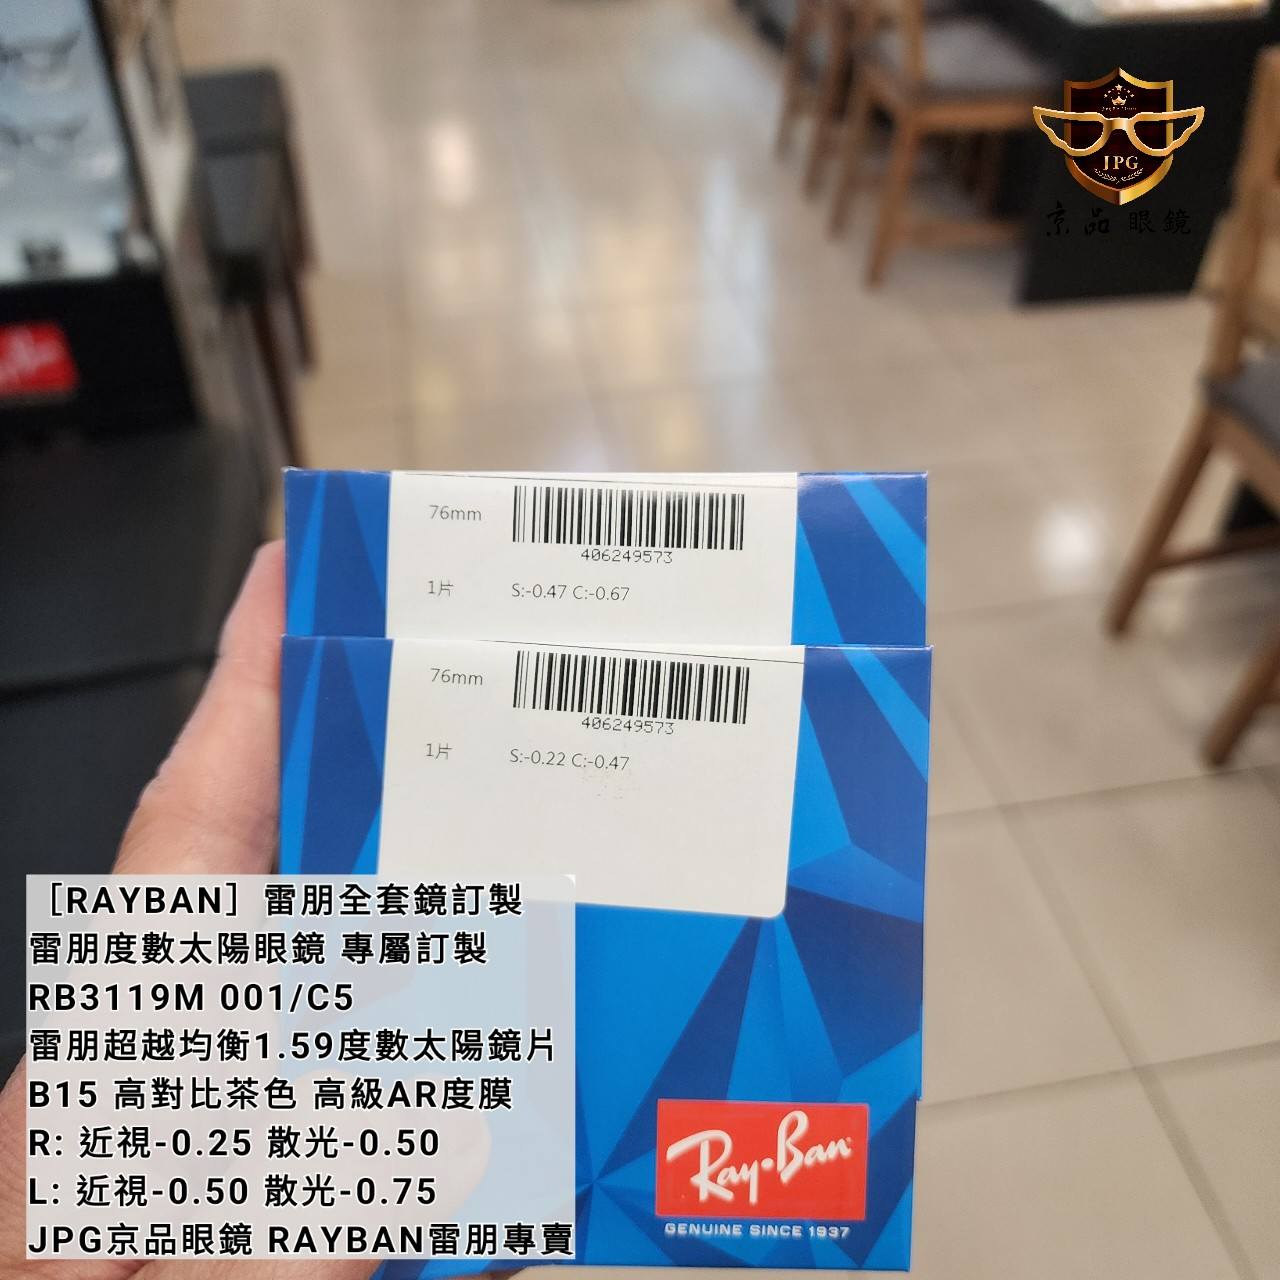 JPG
京品眼鏡
76mm
406249573
1片 S:-0.47 C:-0.67
76mm
406249573
1片 S:-0.22 C:-0.47
［RAYBAN］雷朋全套鏡訂製
雷朋度數太陽眼鏡 專屬訂製
RB3119M 001/C5
雷朋超越均衡1.59度數太陽鏡片
B15 高對比茶色 高級AR度膜
R: 近視-0.25 散光-0.50
L: 近視-0.50 散光-0.75
JPG京品眼鏡 RAYBAN雷朋專賣
Ray-Ban
GENUINE SINCE 1937